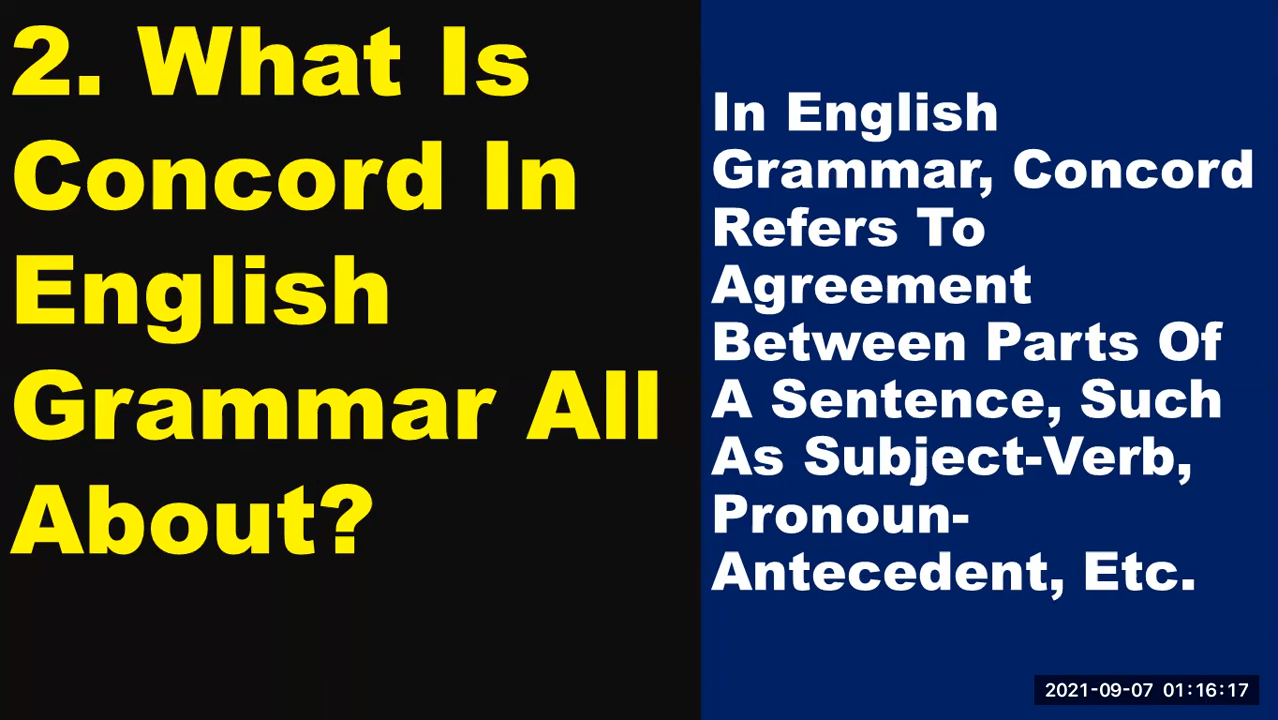 2. What Is
Concord In
English
Grammar All
About?
In English
Grammar, Concord
Refers To
Agreement
Between Parts Of
A Sentence, Such
As Subject-Verb,
Pronoun-
Antecedent, Etc.
2021-09-07 01:16:17